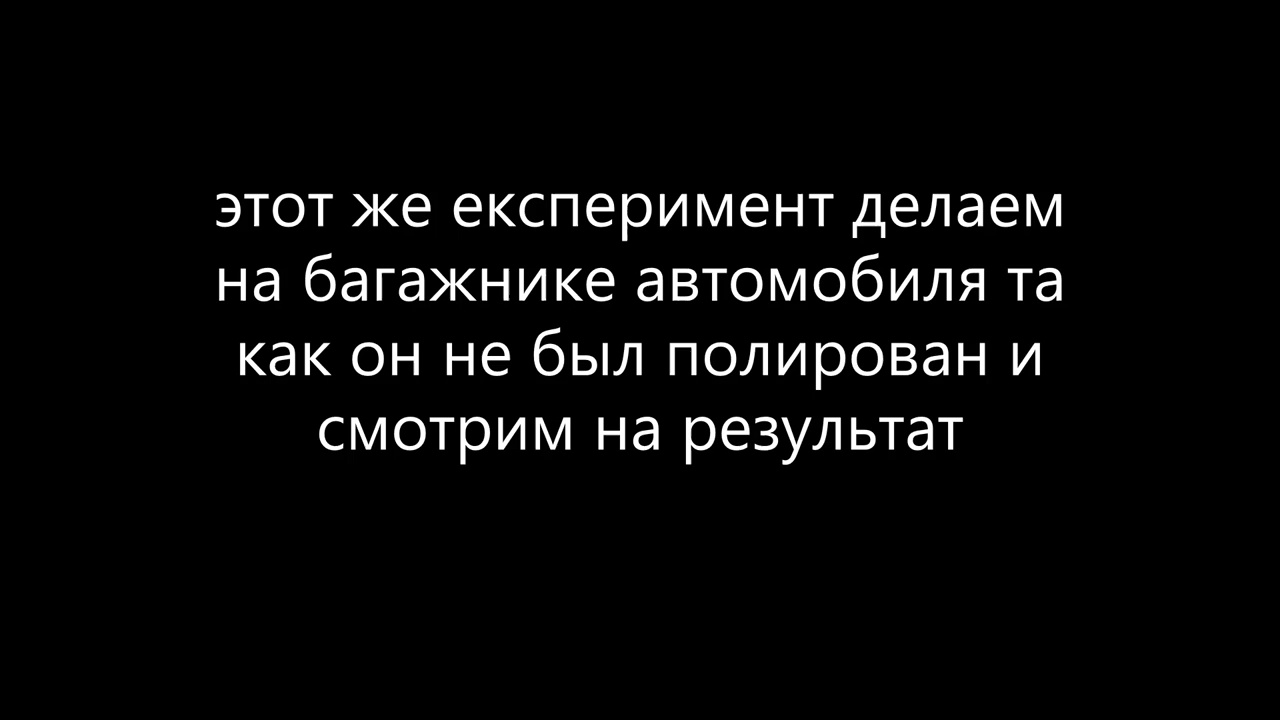 этот же експеримент делаем
на багажнике автомобиля та
как он не был полирован и
смотрим на результат